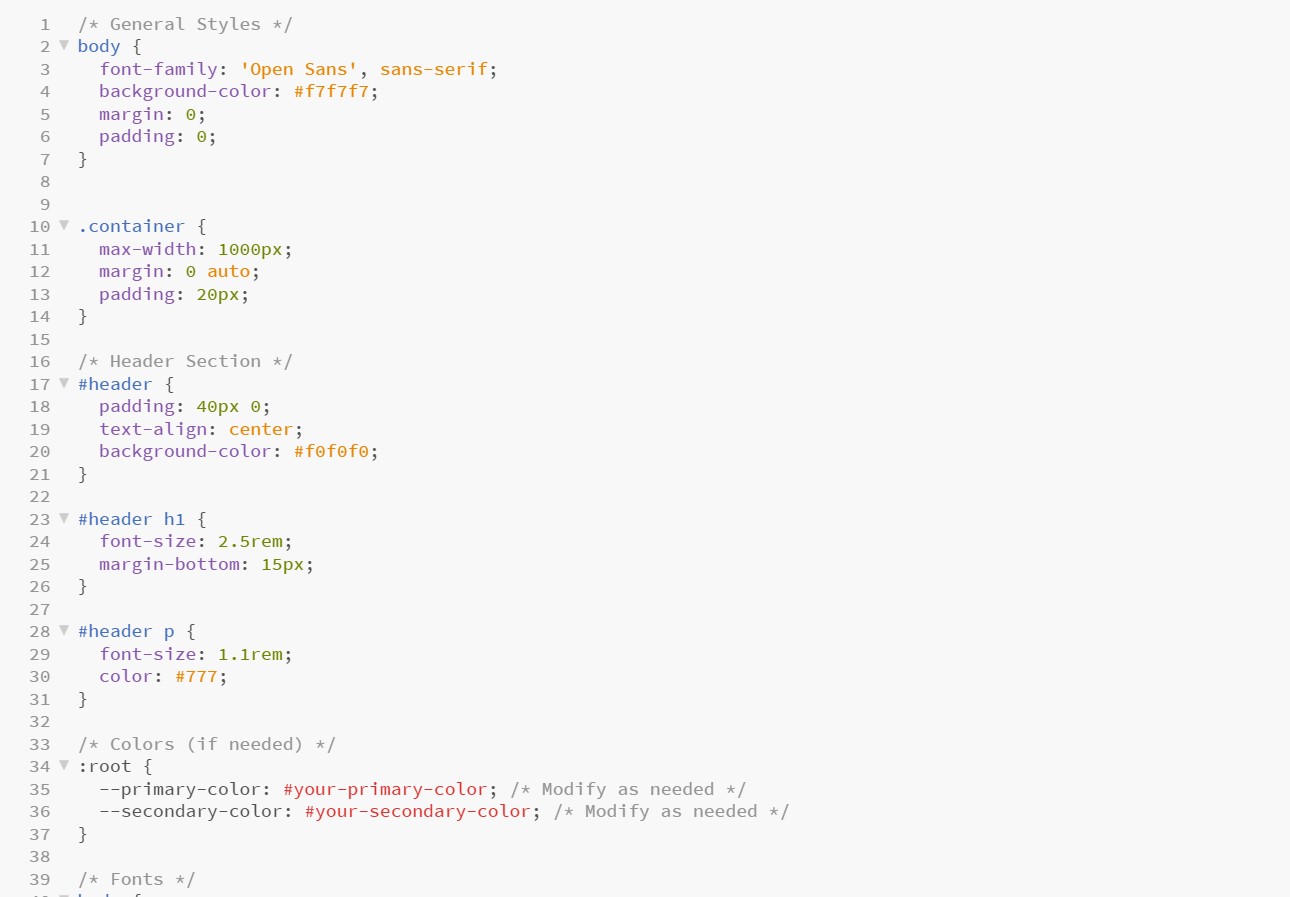 1 /* General Styles */
2 ▼ body {
3 font-family: 'Open Sans', sans-serif;
4 background-color: #f7f7f7;
5 margin: 0;
6 padding: 0;
7 }
8
9
10 ▼ .container {
11 max-width: 1000px;
12 margin: 0 auto;
13 padding: 20px;
14 }
15
16 /* Header Section */
17 ▼ #header {
18 padding: 40px 0;
19 text-align: center;
20 background-color: #f0f0f0;
21 }
22
23 ▼ #header h1 {
24 font-size: 2.5rem;
25 margin-bottom: 15px;
26 }
27
28 ▼ #header p {
29 font-size: 1.1rem;
30 color: #777;
31 }
32
33 /* Colors (if needed) */
34 ▼ :root {
35 --primary-color: #your-primary-color; /* Modify as needed */
36 --secondary-color: #your-secondary-color; /* Modify as needed */
37 }
38
39 /* Fonts */